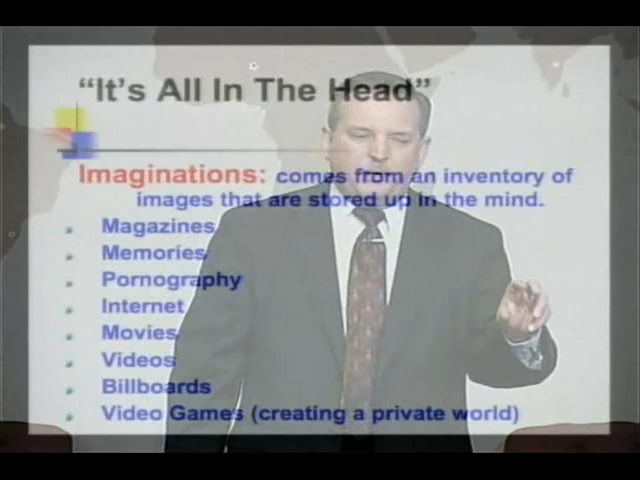 “It’s All In The Head”
Imaginations: comes from an inventory of
images that are stored up in the mind.
Magazines
Memories
Pornography
Internet
Movies
Videos
Billboards
Video Games (creating a private world)